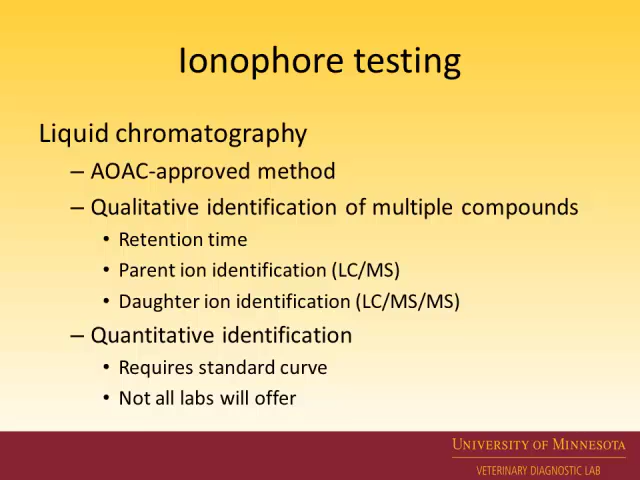 Ionophore testing
Liquid chromatography
– AOAC-approved method
– Qualitative identification of multiple compounds
• Retention time
• Parent ion identification (LC/MS)
• Daughter ion identification (LC/MS/MS)
– Quantitative identification
• Requires standard curve
• Not all labs will offer
UNIVERSITY OF MINNESOTA
VETERINARY DIAGNOSTIC LAB